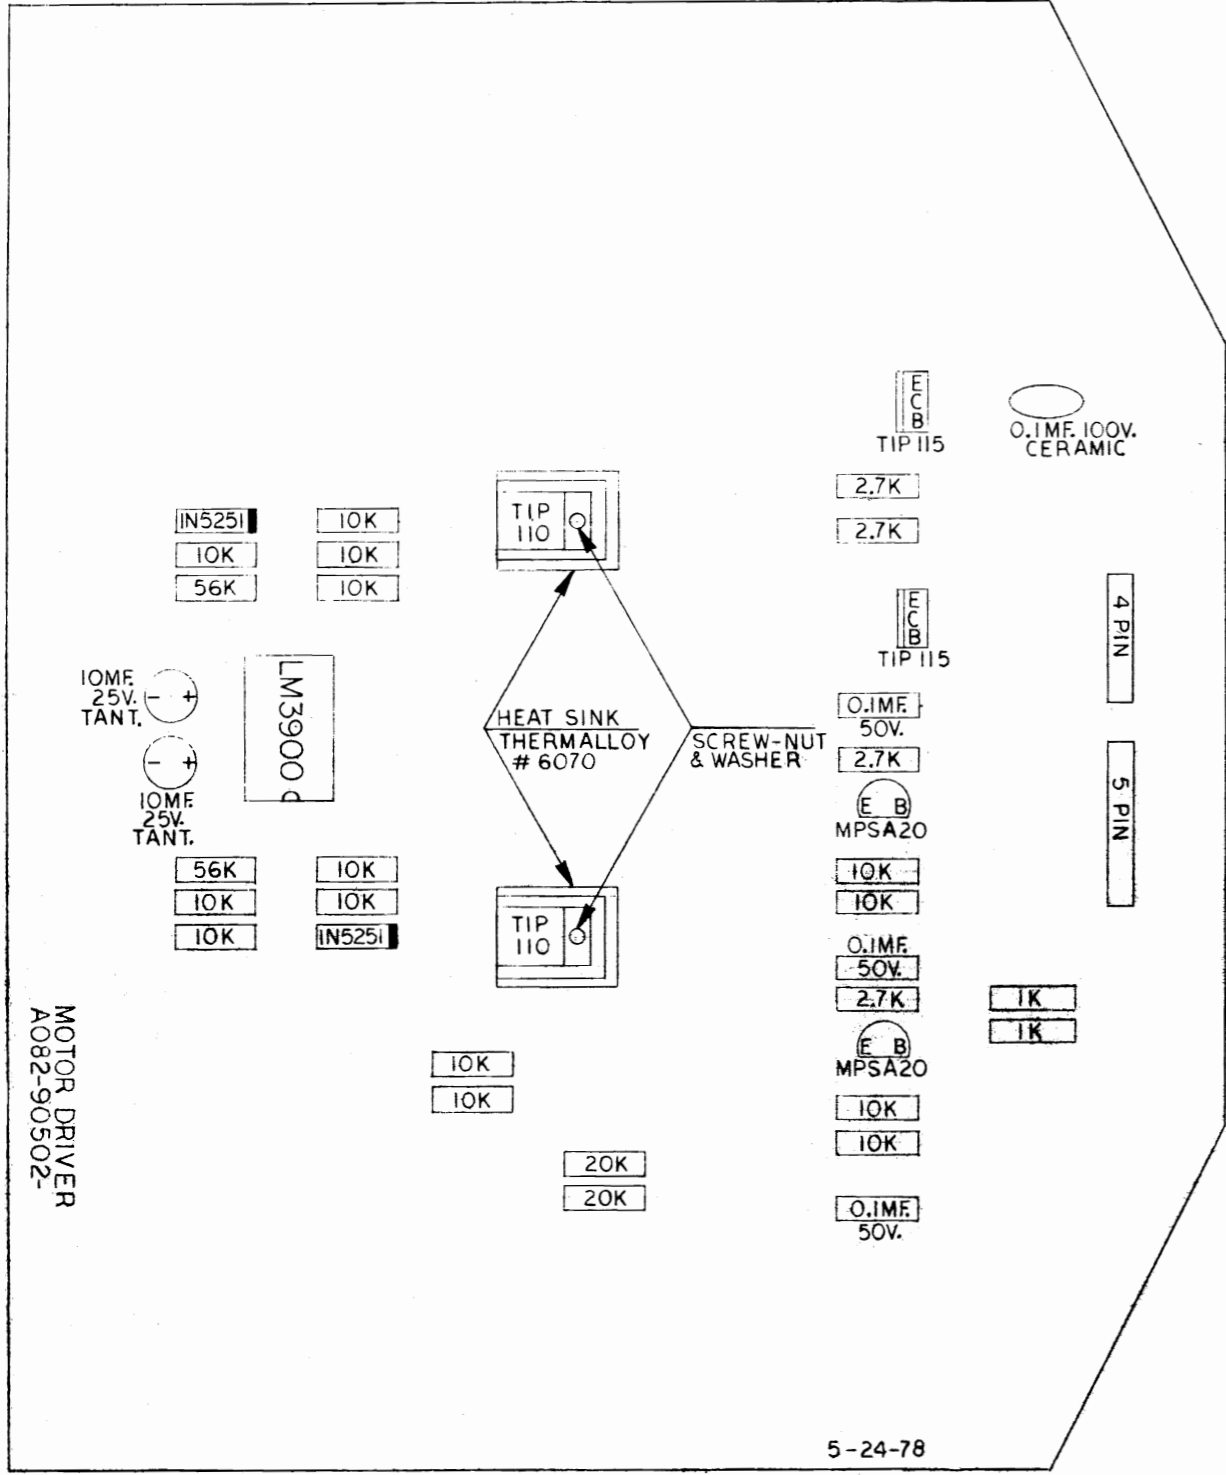 E
C
B
TIP 115
0.1MF. 100V.
CERAMIC
2.7K
2.7K
TIP
110
1N5251
10K
10K
10K
56K
10K
E
C
B
TIP 115
4 PIN
10MF.
25V.
TANT.
- +
LM3900
- +
10MF.
25V.
TANT.
HEAT SINK
THERMALLOY
# 6070
SCREW-NUT
& WASHER
0.1MF.
50V.
2.7K
E B
MPSA20
5 PIN
56K
10K
10K
10K
10K
1N5251
TIP
110
10K
10K
0.1MF.
50V.
2.7K
1K
1K
E B
MPSA20
10K
10K
10K
10K
20K
20K
0.1MF.
50V.
MOTOR DRIVER
A082-90502-
5-24-78